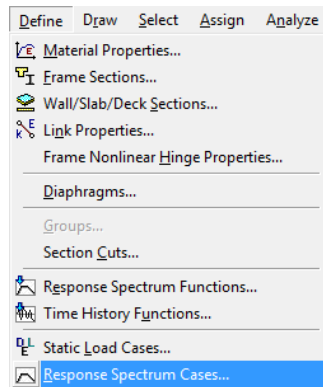 Define Draw Select Assign Analyze
Material Properties...
Frame Sections...
Wall/Slab/Deck Sections...
Link Properties...
Frame Nonlinear Hinge Properties...
Diaphragms...
Groups...
Section Cuts...
Response Spectrum Functions...
Time History Functions...
Static Load Cases...
Response Spectrum Cases...